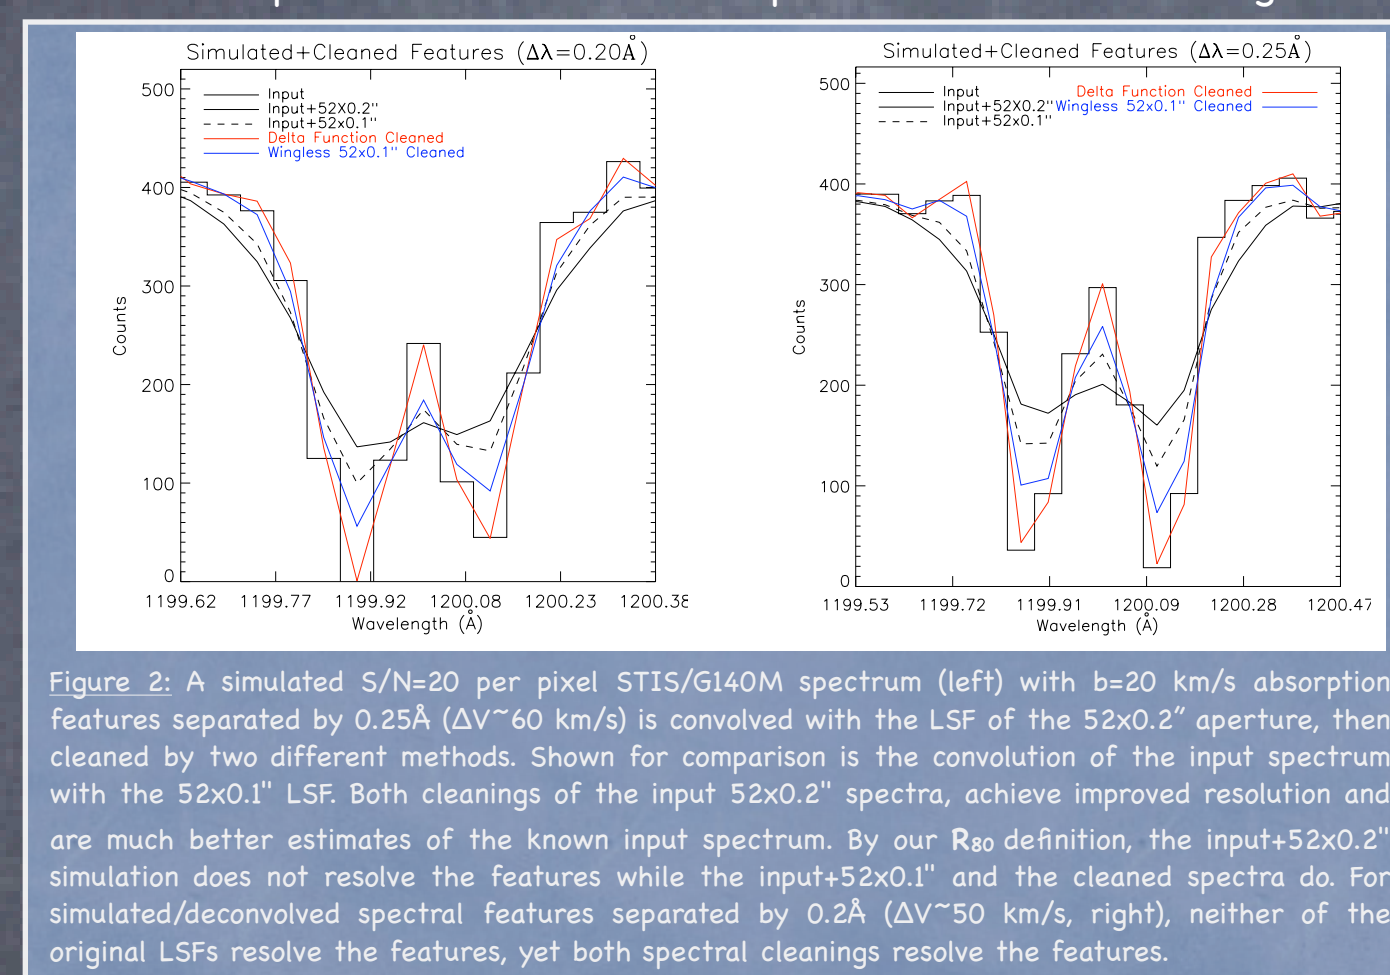 Simulated+Cleaned Features (Δλ=0.20Å)
500
400
300
200
100
0
Counts
Input
Input+52X0.2"
Input+52x0.1"
Delta Function Cleaned
Wingless 52x0.1" Cleaned
1199.62 1199.77 1199.92 1200.08 1200.23 1200.38
Wavelength (Å)
Simulated+Cleaned Features (Δλ=0.25Å)
500
400
300
200
100
0
Counts
Input
Input+52X0.2"
Input+52x0.1"
Delta Function Cleaned
Wingless 52x0.1" Cleaned
1199.53 1199.72 1199.91 1200.09 1200.28 1200.47
Wavelength (Å)
Figure 2: A simulated S/N=20 per pixel STIS/G140M spectrum (left) with b=20 km/s absorption
features separated by 0.25Å (ΔV~60 km/s) is convolved with the LSF of the 52x0.2” aperture, then
cleaned by two different methods. Shown for comparison is the convolution of the input spectrum
with the 52x0.1" LSF. Both cleanings of the input 52x0.2" spectra, achieve improved resolution and
are much better estimates of the known input spectrum. By our R80 definition, the input+52x0.2"
simulation does not resolve the features while the input+52x0.1" and the cleaned spectra do. For
simulated/deconvolved spectral features separated by 0.2Å (ΔV~50 km/s, right), neither of the
original LSFs resolve the features, yet both spectral cleanings resolve the features.